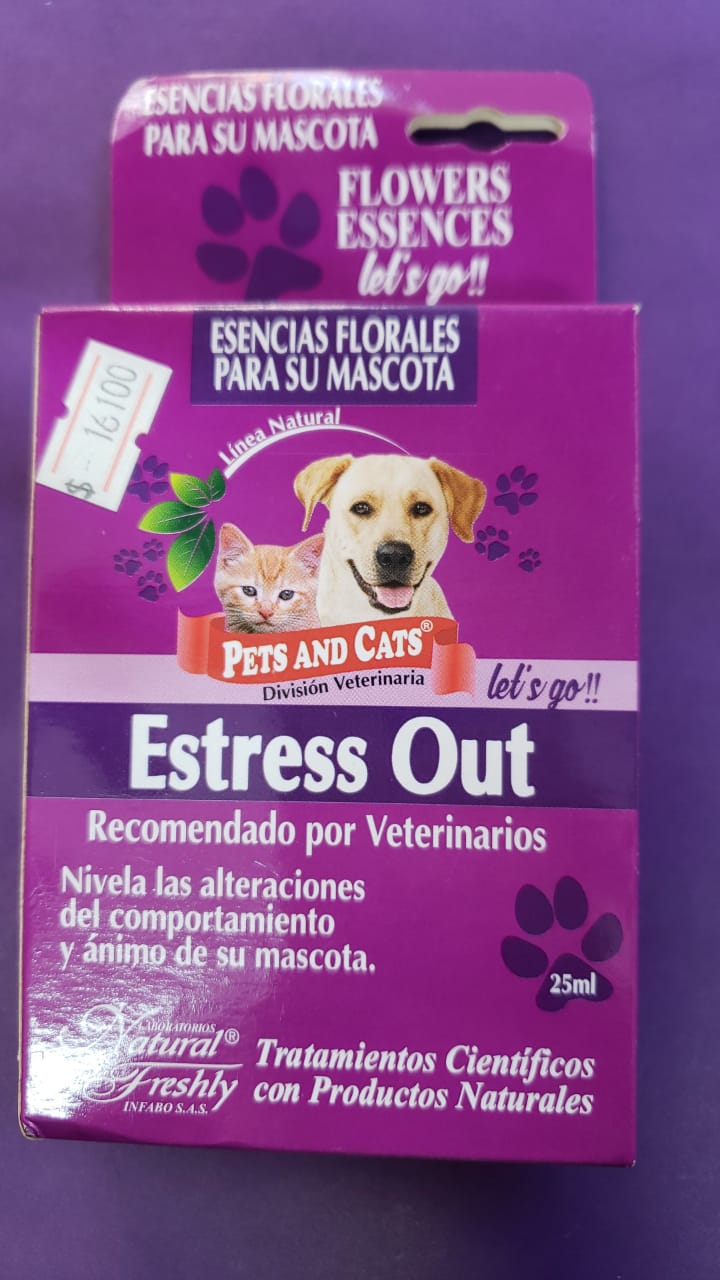 ESENCIAS FLORALES
PARA SU MASCOTA
FLOWERS
ESSENCES
let's go!!
ESENCIAS FLORALES
PARA SU MASCOTA
$ 16100
Línea Natural
PETS AND CATS®
División Veterinaria
let's go!!
Estress Out
Recomendado por Veterinarios
Nivela las alteraciones
del comportamiento
y ánimo de su mascota.
25ml
LABORATORIOS
Natural®
Freshly
INFABO S.A.S.
Tratamientos Científicos
con Productos Naturales